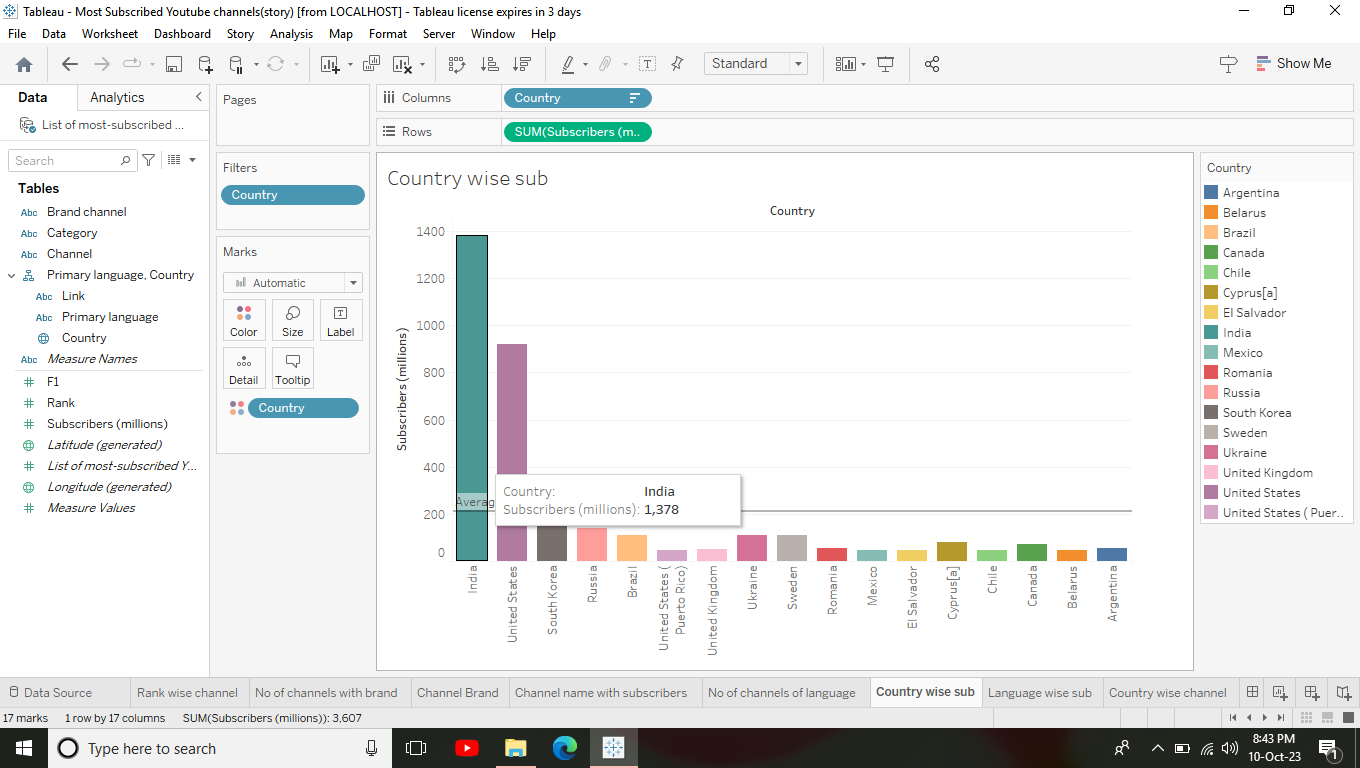 Tableau - Most Subscribed Youtube channels(story) [from LOCALHOST] - Tableau license expires in 3 days
File Data Worksheet Dashboard Story Analysis Map Format Server Window Help
Standard
Show Me
Data Analytics
List of most-subscribed ...
Search
Tables
Abc Brand channel
Abc Category
Abc Channel
Primary language, Country
Abc Link
Abc Primary language
Country
Abc Measure Names
F1
Rank
Subscribers (millions)
Latitude (generated)
List of most-subscribed Y...
Longitude (generated)
Measure Values
Pages
Filters
Country
Marks
Automatic
Color Size Label
Detail Tooltip
Country
Columns Country
Rows SUM(Subscribers (m..
Country wise sub
Country
Subscribers (millions)
1400
1200
1000
800
600
400
200
0
Averag
Country: India
Subscribers (millions): 1,378
India
United States
South Korea
Russia
Brazil
United States (
Puerto Rico)
United Kingdom
Ukraine
Sweden
Romania
Mexico
El Salvador
Cyprus[a]
Chile
Canada
Belarus
Argentina
Country
Argentina
Belarus
Brazil
Canada
Chile
Cyprus[a]
El Salvador
India
Mexico
Romania
Russia
South Korea
Sweden
Ukraine
United Kingdom
United States
United States ( Puer..
Data Source Rank wise channel No of channels with brand Channel Brand Channel name with subscribers No of channels of language Country wise sub Language wise sub Country wise channel
17 marks 1 row by 17 columns SUM(Subscribers (millions)): 3,607
Type here to search
8:43 PM
10-Oct-23
1